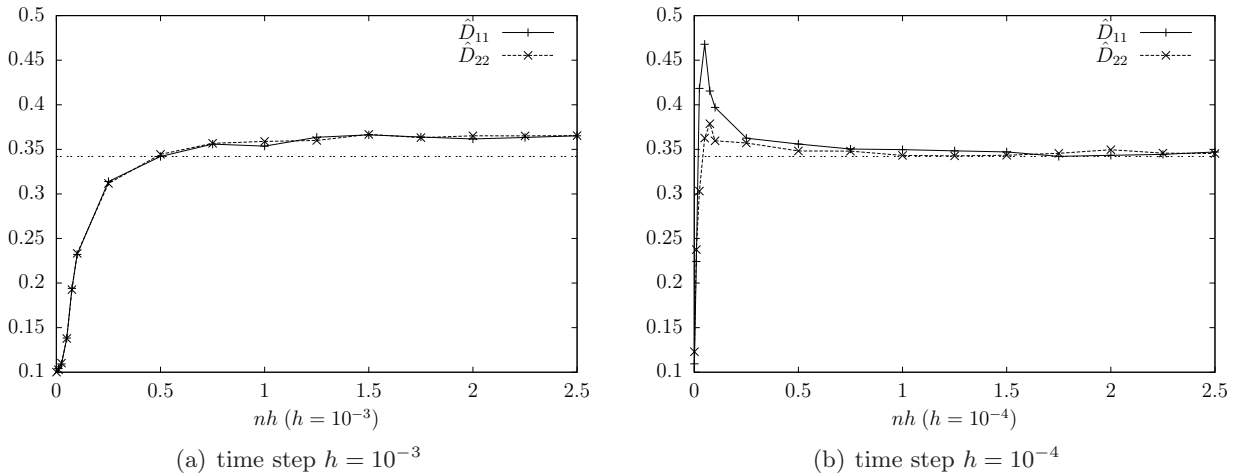 0.5
0.45
0.4
0.35
0.3
0.25
0.2
0.15
0.1
0 0.5 1 1.5 2 2.5
nh (h = 10⁻³)
D̂₁₁
D̂₂₂
(a) time step h = 10⁻³
0.5
0.45
0.4
0.35
0.3
0.25
0.2
0.15
0.1
0 0.5 1 1.5 2 2.5
nh (h = 10⁻⁴)
D̂₁₁
D̂₂₂
(b) time step h = 10⁻⁴